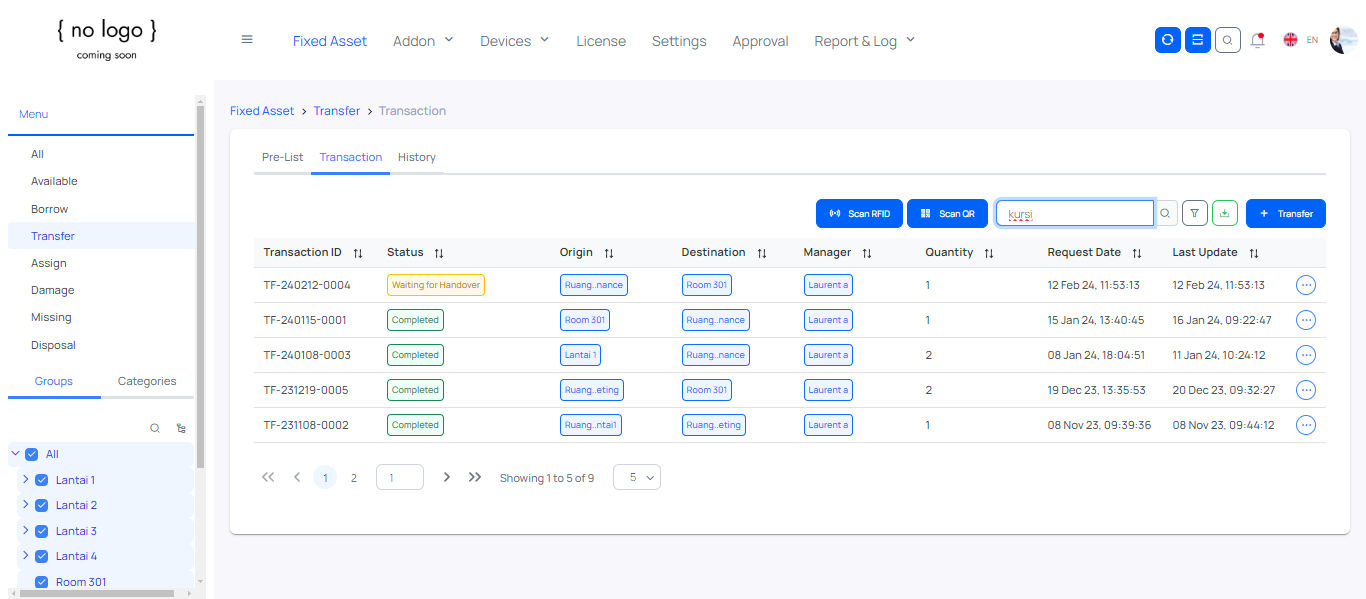 { no logo }
coming soon
Fixed Asset Addon Devices License Settings Approval Report & Log EN
Menu
All
Available
Borrow
Transfer
Assign
Damage
Missing
Disposal
Groups Categories
All
Lantai 1
Lantai 2
Lantai 3
Lantai 4
Room 301
Fixed Asset > Transfer > Transaction
Pre-List Transaction History
Scan RFID Scan QR kursi + Transfer
Transaction ID Status Origin Destination Manager Quantity Request Date Last Update
TF-240212-0004 Waiting for Handover Ruang..nance Room 301 Laurent a 1 12 Feb 24, 11:53:13 12 Feb 24, 11:53:13
TF-240115-0001 Completed Room 301 Ruang..nance Laurent a 1 15 Jan 24, 13:40:45 16 Jan 24, 09:22:47
TF-240108-0003 Completed Lantai 1 Ruang..nance Laurent a 2 08 Jan 24, 18:04:51 11 Jan 24, 10:24:12
TF-231219-0005 Completed Ruang..eting Room 301 Laurent a 2 19 Dec 23, 13:35:53 20 Dec 23, 09:32:27
TF-231108-0002 Completed Ruang..ntai1 Ruang..eting Laurent a 1 08 Nov 23, 09:39:36 08 Nov 23, 09:44:12
1 2 1 Showing 1 to 5 of 9 5